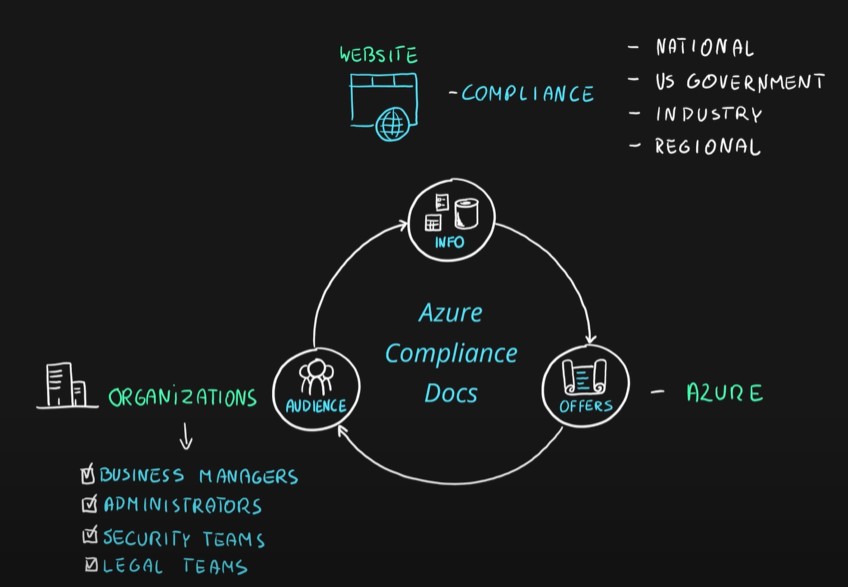 WEBSITE
- COMPLIANCE
- NATIONAL
- US GOVERNMENT
- INDUSTRY
- REGIONAL
INFO
Azure
Compliance
Docs
ORGANIZATIONS
AUDIENCE
OFFERS
- AZURE
BUSINESS MANAGERS
ADMINISTRATORS
SECURITY TEAMS
LEGAL TEAMS